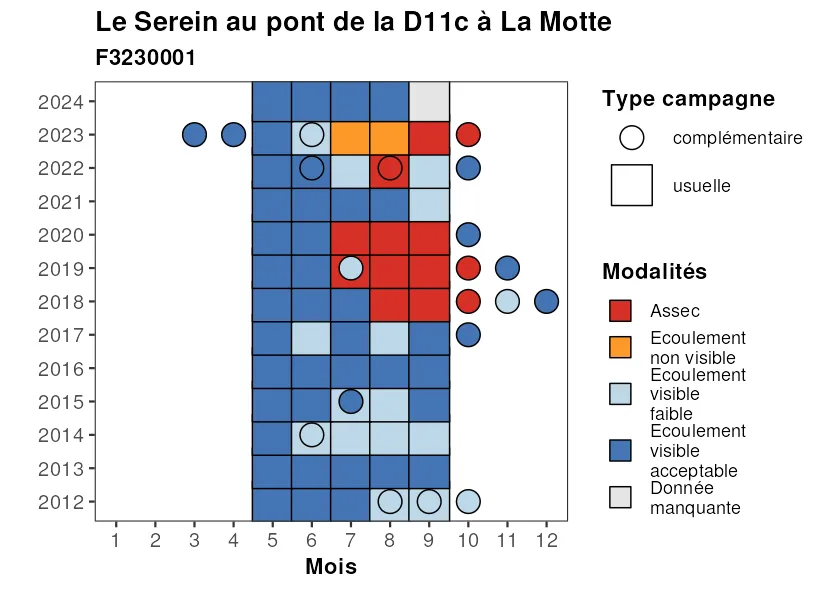 Le Serein au pont de la D11c à La Motte
F3230001
2024
2023
2022
2021
2020
2019
2018
2017
2016
2015
2014
2013
2012
1 2 3 4 5 6 7 8 9 10 11 12
Mois
Type campagne
complémentaire
usuelle
Modalités
Assec
Ecoulement
non visible
Ecoulement
visible
faible
Ecoulement
visible
acceptable
Donnée
manquante